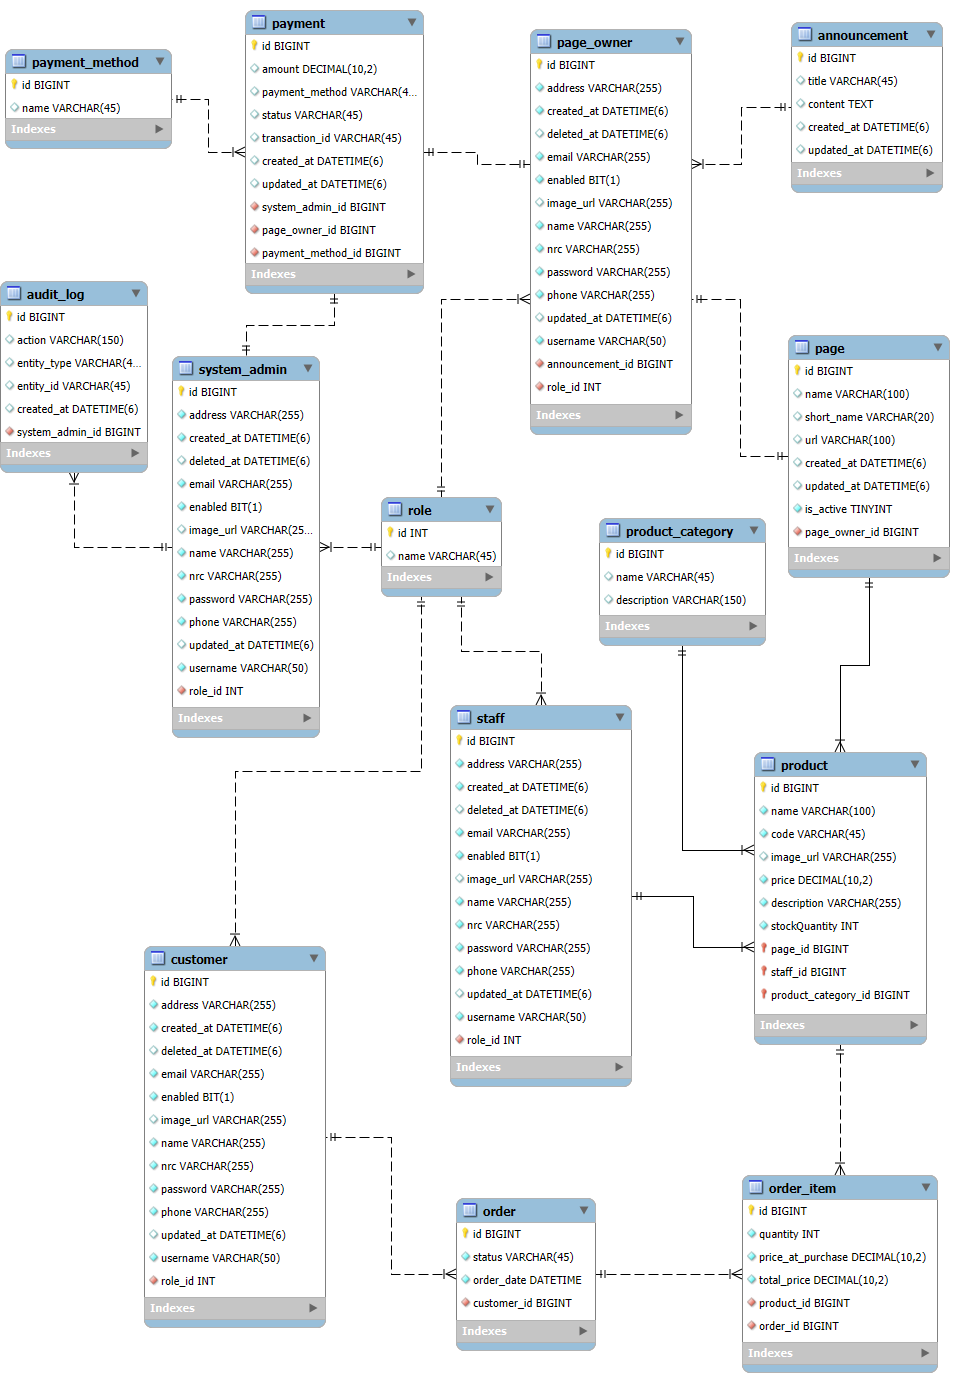 payment_method
id BIGINT
name VARCHAR(45)
Indexes
payment
id BIGINT
amount DECIMAL(10,2)
payment_method VARCHAR(4...
status VARCHAR(45)
transaction_id VARCHAR(45)
created_at DATETIME(6)
updated_at DATETIME(6)
system_admin_id BIGINT
page_owner_id BIGINT
payment_method_id BIGINT
Indexes
page_owner
id BIGINT
address VARCHAR(255)
created_at DATETIME(6)
deleted_at DATETIME(6)
email VARCHAR(255)
enabled BIT(1)
image_url VARCHAR(255)
name VARCHAR(255)
nrc VARCHAR(255)
password VARCHAR(255)
phone VARCHAR(255)
updated_at DATETIME(6)
username VARCHAR(50)
announcement_id BIGINT
role_id INT
Indexes
announcement
id BIGINT
title VARCHAR(45)
content TEXT
created_at DATETIME(6)
updated_at DATETIME(6)
Indexes
audit_log
id BIGINT
action VARCHAR(150)
entity_type VARCHAR(4...
entity_id VARCHAR(45)
created_at DATETIME(6)
system_admin_id BIGINT
Indexes
system_admin
id BIGINT
address VARCHAR(255)
created_at DATETIME(6)
deleted_at DATETIME(6)
email VARCHAR(255)
enabled BIT(1)
image_url VARCHAR(25...
name VARCHAR(255)
nrc VARCHAR(255)
password VARCHAR(255)
phone VARCHAR(255)
updated_at DATETIME(6)
username VARCHAR(50)
role_id INT
Indexes
role
id INT
name VARCHAR(45)
Indexes
page
id BIGINT
name VARCHAR(100)
short_name VARCHAR(20)
url VARCHAR(100)
created_at DATETIME(6)
updated_at DATETIME(6)
is_active TINYINT
page_owner_id BIGINT
Indexes
product_category
id BIGINT
name VARCHAR(45)
description VARCHAR(150)
Indexes
staff
id BIGINT
address VARCHAR(255)
created_at DATETIME(6)
deleted_at DATETIME(6)
email VARCHAR(255)
enabled BIT(1)
image_url VARCHAR(255)
name VARCHAR(255)
nrc VARCHAR(255)
password VARCHAR(255)
phone VARCHAR(255)
updated_at DATETIME(6)
username VARCHAR(50)
role_id INT
Indexes
product
id BIGINT
name VARCHAR(100)
code VARCHAR(45)
image_url VARCHAR(255)
price DECIMAL(10,2)
description VARCHAR(255)
stockQuantity INT
page_id BIGINT
staff_id BIGINT
product_category_id BIGINT
Indexes
customer
id BIGINT
address VARCHAR(255)
created_at DATETIME(6)
deleted_at DATETIME(6)
email VARCHAR(255)
enabled BIT(1)
image_url VARCHAR(255)
name VARCHAR(255)
nrc VARCHAR(255)
password VARCHAR(255)
phone VARCHAR(255)
updated_at DATETIME(6)
username VARCHAR(50)
role_id INT
Indexes
order
id BIGINT
status VARCHAR(45)
order_date DATETIME
customer_id BIGINT
Indexes
order_item
id BIGINT
quantity INT
price_at_purchase DECIMAL(10,2)
total_price DECIMAL(10,2)
product_id BIGINT
order_id BIGINT
Indexes